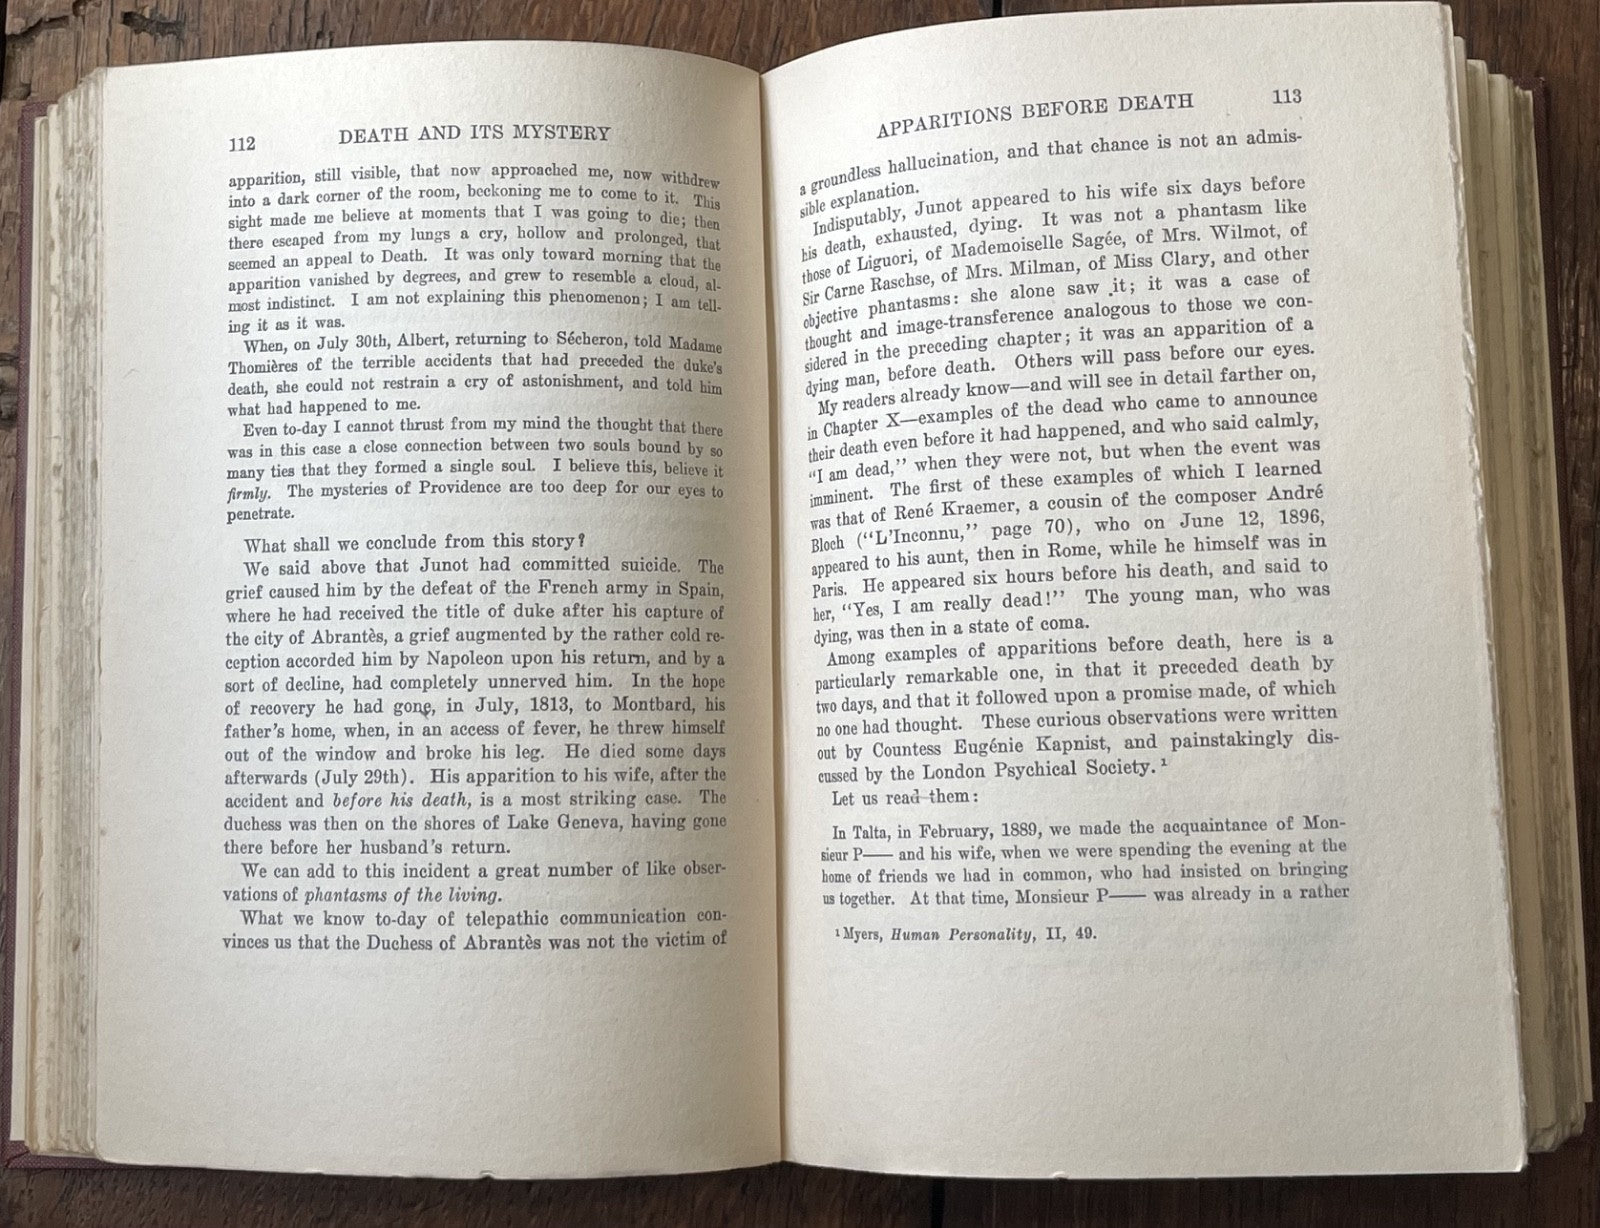 112 DEATH AND ITS MYSTERY
apparition, still visible, that now approached me, now withdrew
into a dark corner of the room, beckoning me to come to it. This
sight made me believe at moments that I was going to die; then
there escaped from my lungs a cry, hollow and prolonged, that
seemed an appeal to Death. It was only toward morning that the
apparition vanished by degrees, and grew to resemble a cloud, al-
most indistinct. I am not explaining this phenomenon; I am tell-
ing it as it was.
When, on July 30th, Albert, returning to Sécheron, told Madame
Thomières of the terrible accidents that had preceded the duke's
death, she could not restrain a cry of astonishment, and told him
what had happened to me.
Even to-day I cannot thrust from my mind the thought that there
was in this case a close connection between two souls bound by so
many ties that they formed a single soul. I believe this, believe it
firmly. The mysteries of Providence are too deep for our eyes to
penetrate.
What shall we conclude from this story?
We said above that Junot had committed suicide. The
grief caused him by the defeat of the French army in Spain,
where he had received the title of duke after his capture of
the city of Abrantès, a grief augmented by the rather cold re-
ception accorded him by Napoleon upon his return, and by a
sort of decline, had completely unnerved him. In the hope
of recovery he had gone, in July, 1813, to Montbard, his
father's home, when, in an access of fever, he threw himself
out of the window and broke his leg. He died some days
afterwards (July 29th). His apparition to his wife, after the
accident and before his death, is a most striking case. The
duchess was then on the shores of Lake Geneva, having gone
there before her husband's return.
We can add to this incident a great number of like obser-
vations of phantasms of the living.
What we know to-day of telepathic communication con-
vinces us that the Duchess of Abrantès was not the victim of
APPARITIONS BEFORE DEATH 113
a groundless hallucination, and that chance is not an admis-
sible explanation.
Indisputably, Junot appeared to his wife six days before
his death, exhausted, dying. It was not a phantasm like
those of Liguori, of Mademoiselle Sagée, of Mrs. Wilmot, of
Sir Carne Raschse, of Mrs. Milman, of Miss Clary, and other
objective phantasms: she alone saw it; it was a case of
thought and image-transference analogous to those we con-
sidered in the preceding chapter; it was an apparition of a
dying man, before death. Others will pass before our eyes.
My readers already know—and will see in detail farther on,
in Chapter X—examples of the dead who came to announce
their death even before it had happened, and who said calmly,
"I am dead," when they were not, but when the event was
imminent. The first of these examples of which I learned
was that of René Kraemer, a cousin of the composer André
Bloch ("L'Inconnu," page 70), who on June 12, 1896,
appeared to his aunt, then in Rome, while he himself was in
Paris. He appeared six hours before his death, and said to
her, "Yes, I am really dead!" The young man, who was
dying, was then in a state of coma.
Among examples of apparitions before death, here is a
particularly remarkable one, in that it preceded death by
two days, and that it followed upon a promise made, of which
no one had thought. These curious observations were written
out by Countess Eugénie Kapnist, and painstakingly dis-
cussed by the London Psychical Society.¹
Let us read them:
In Talta, in February, 1889, we made the acquaintance of Mon-
sieur P—— and his wife, when we were spending the evening at the
home of friends we had in common, who had insisted on bringing
us together. At that time, Monsieur P—— was already in a rather
¹ Myers, Human Personality, II, 49.